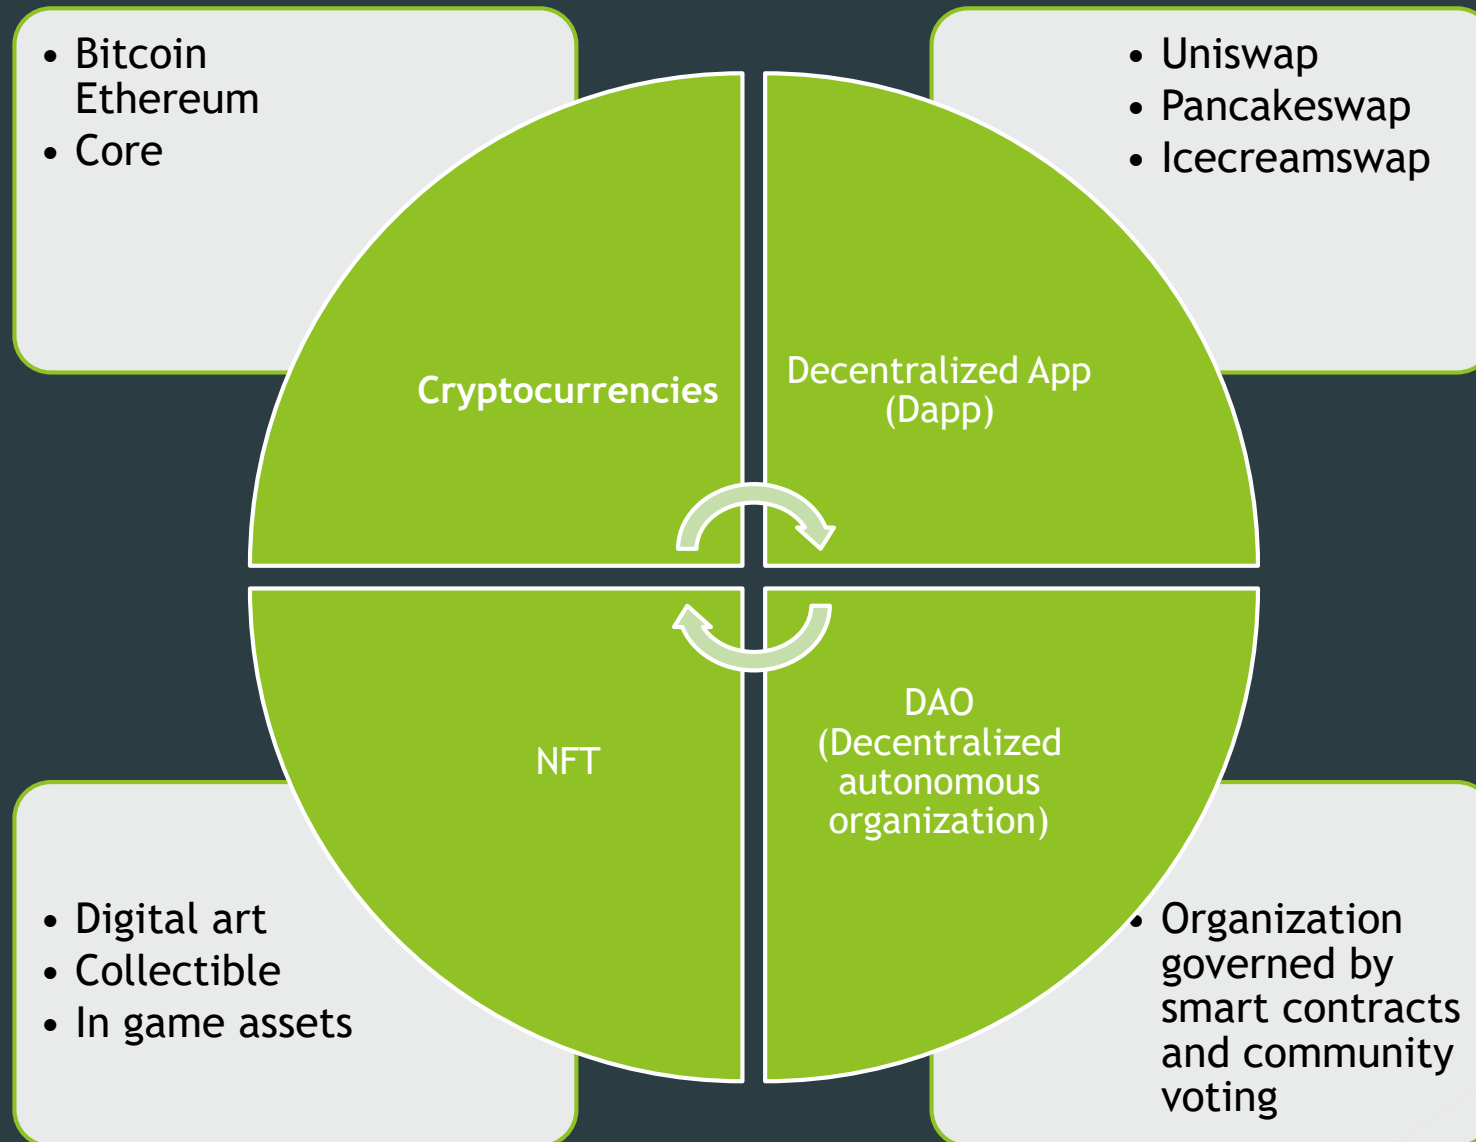 • Bitcoin
Ethereum
• Core
• Uniswap
• Pancakeswap
• Icecreamswap
Cryptocurrencies
Decentralized App
(Dapp)
NFT
DAO
(Decentralized
autonomous
organization)
• Digital art
• Collectible
• In game assets
• Organization
governed by
smart contracts
and community
voting